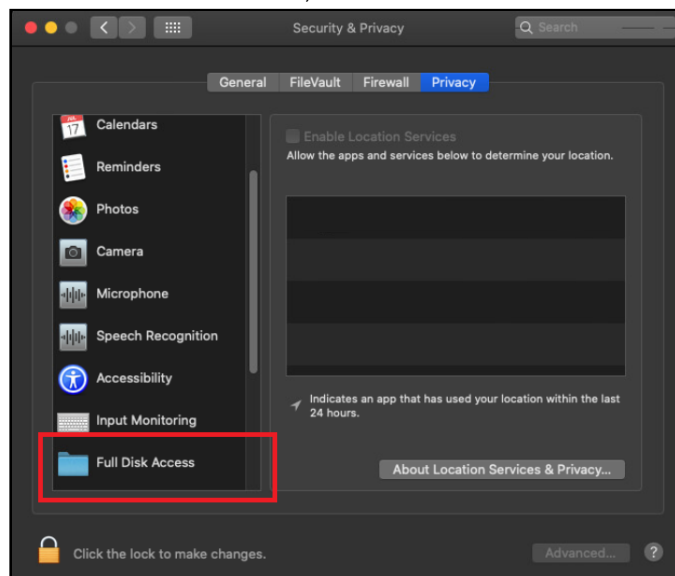 Security & Privacy
Search
General FileVault Firewall Privacy
JUL
17
Calendars
Reminders
Photos
Camera
Microphone
Speech Recognition
Accessibility
Input Monitoring
Full Disk Access
Enable Location Services
Allow the apps and services below to determine your location.
Indicates an app that has used your location within the last
24 hours.
About Location Services & Privacy...
Click the lock to make changes.
Advanced...
?